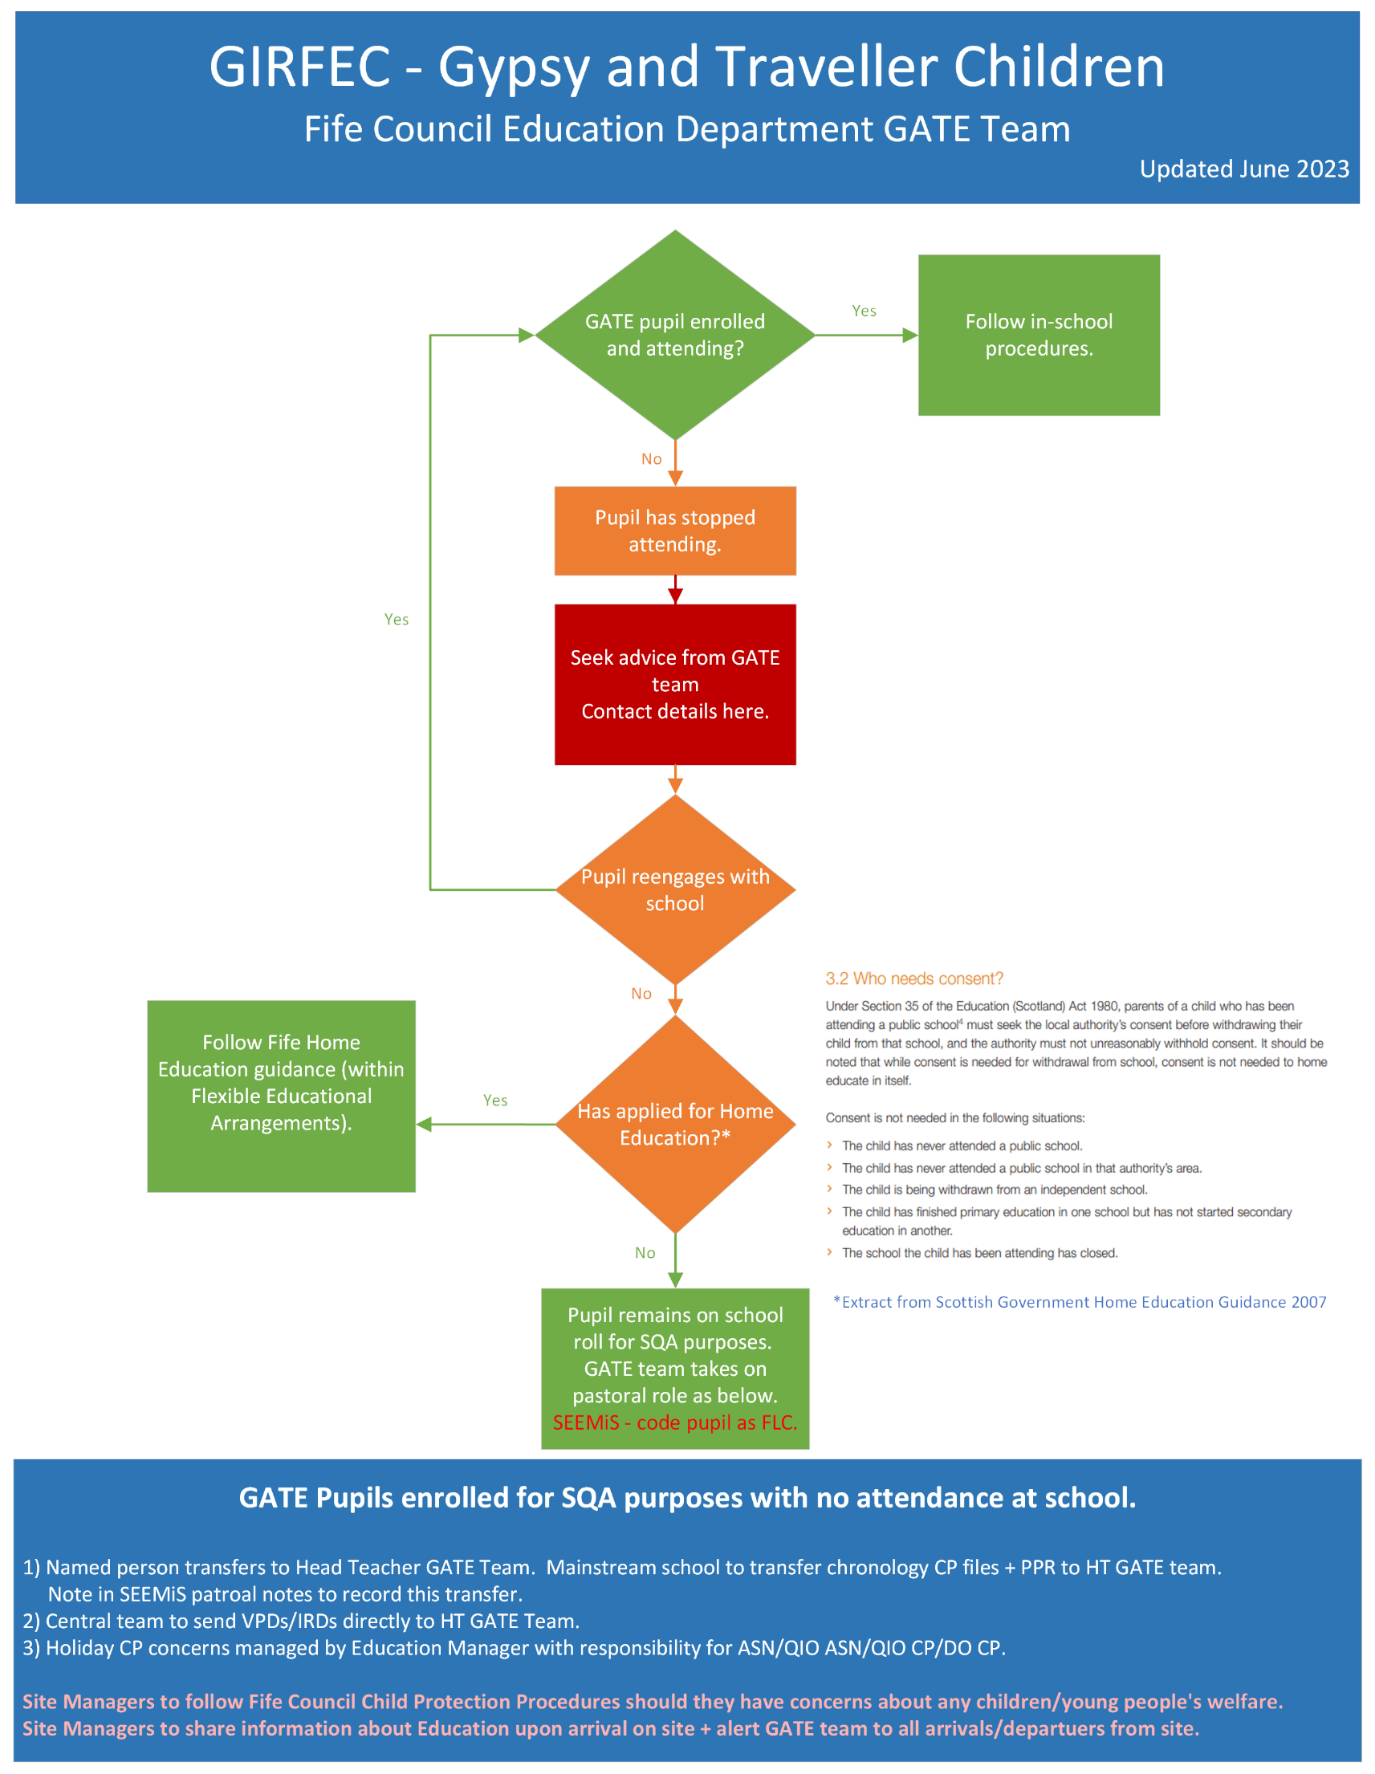 GIRFEC - Gypsy and Traveller Children
Fife Council Education Department GATE Team
Updated June 2023
GATE pupil enrolled
and attending?
Yes
Follow in-school
procedures.
No
Pupil has stopped
attending.
Seek advice from GATE
team
Contact details here.
Yes
Pupil reengages with
school
No
Has applied for Home
Education?*
Yes
Follow Fife Home
Education guidance (within
Flexible Educational
Arrangements).
3.2 Who needs consent?
Under Section 35 of the Education (Scotland) Act 1980, parents of a child who has been
attending a public school⁴ must seek the local authority's consent before withdrawing their
child from that school, and the authority must not unreasonably withhold consent. It should be
noted that while consent is needed for withdrawal from school, consent is not needed to home
educate in itself.
Consent is not needed in the following situations:
› The child has never attended a public school.
› The child has never attended a public school in that authority's area.
› The child is being withdrawn from an independent school.
› The child has finished primary education in one school but has not started secondary
education in another.
› The school the child has been attending has closed.
*Extract from Scottish Government Home Education Guidance 2007
No
Pupil remains on school
roll for SQA purposes.
GATE team takes on
pastoral role as below.
SEEMiS - code pupil as FLC.
GATE Pupils enrolled for SQA purposes with no attendance at school.
1) Named person transfers to Head Teacher GATE Team.  Mainstream school to transfer chronology CP files + PPR to HT GATE team.
Note in SEEMiS patroal notes to record this transfer.
2) Central team to send VPDs/IRDs directly to HT GATE Team.
3) Holiday CP concerns managed by Education Manager with responsibility for ASN/QIO ASN/QIO CP/DO CP.
Site Managers to follow Fife Council Child Protection Procedures should they have concerns about any children/young people's welfare.
Site Managers to share information about Education upon arrival on site + alert GATE team to all arrivals/departuers from site.